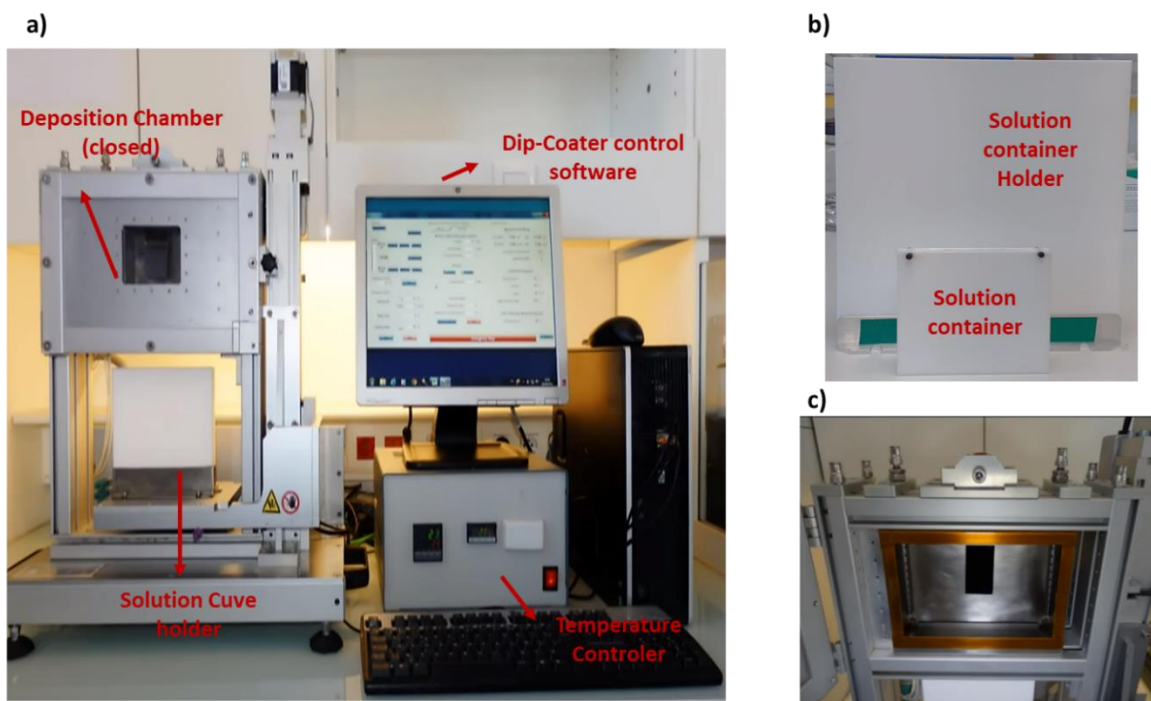 a)
Deposition Chamber
(closed)
Dip-Coater control
software
Solution Cuve
holder
Temperature
Controler
b)
Solution
container
Holder
Solution
container
c)